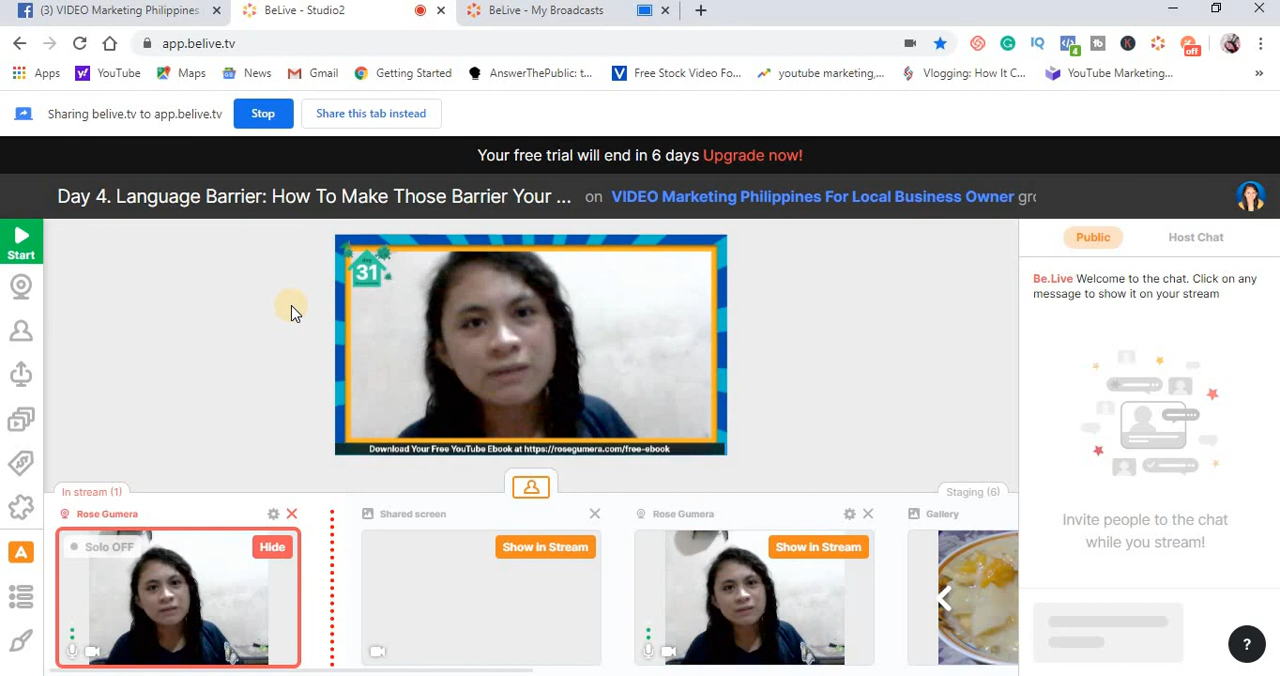 (3) VIDEO Marketing Philippines
BeLive - Studio2
BeLive - My Broadcasts
app.belive.tv
4
off
Apps
YouTube
Maps
News
Gmail
Getting Started
AnswerThePublic: t...
Free Stock Video Fo...
youtube marketing,...
Vlogging: How It C...
YouTube Marketing...
Sharing belive.tv to app.belive.tv
Stop
Share this tab instead
Your free trial will end in 6 days Upgrade now!
Day 4. Language Barrier: How To Make Those Barrier Your ... on VIDEO Marketing Philippines For Local Business Owner gro
Start
Public
Host Chat
day
31
Be.Live Welcome to the chat. Click on any
message to show it on your stream
Download Your Free YouTube Ebook at https://rosegumera.com/free-ebook
Invite people to the chat
while you stream!
In stream (1)
Staging (6)
Rose Gumera
Shared screen
Rose Gumera
Gallery
Solo OFF
Hide
Show in Stream
Show in Stream
A
?